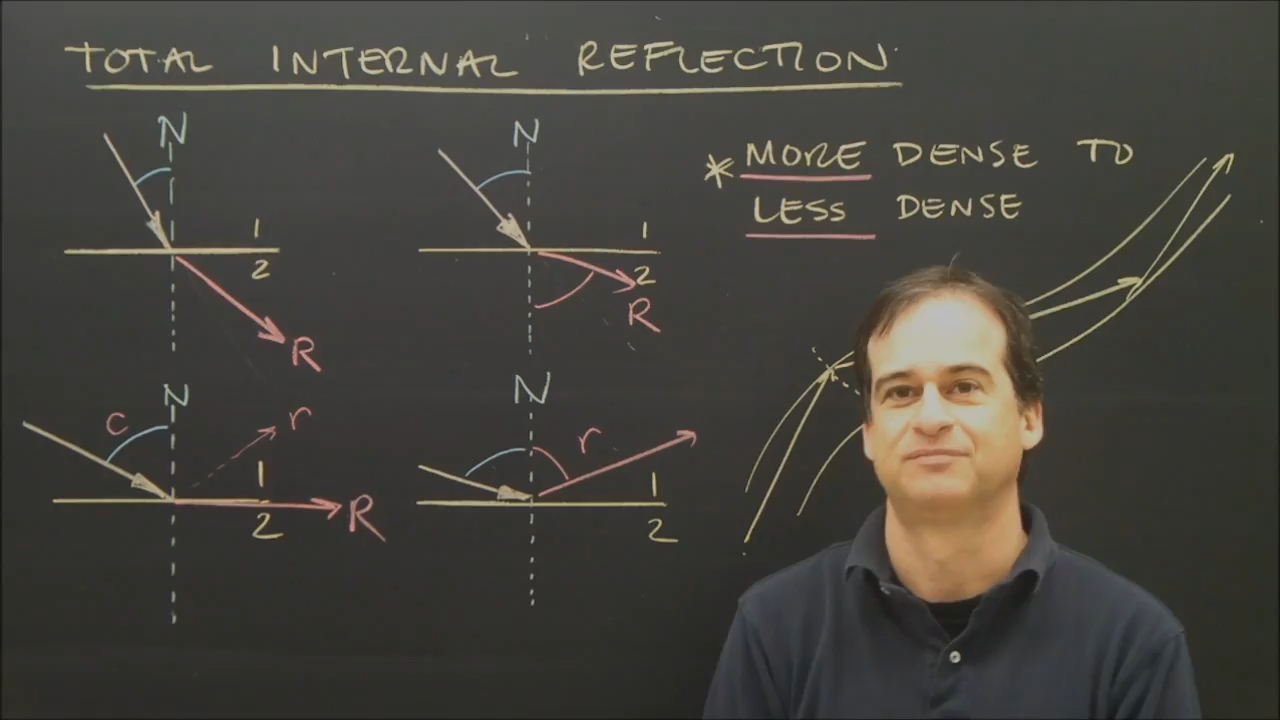 TOTAL INTERNAL REFLECTION
* MORE DENSE TO
LESS DENSE
N
1
2
R
N
1
2
R
N
c
r
1
2
R
N
r
1
2